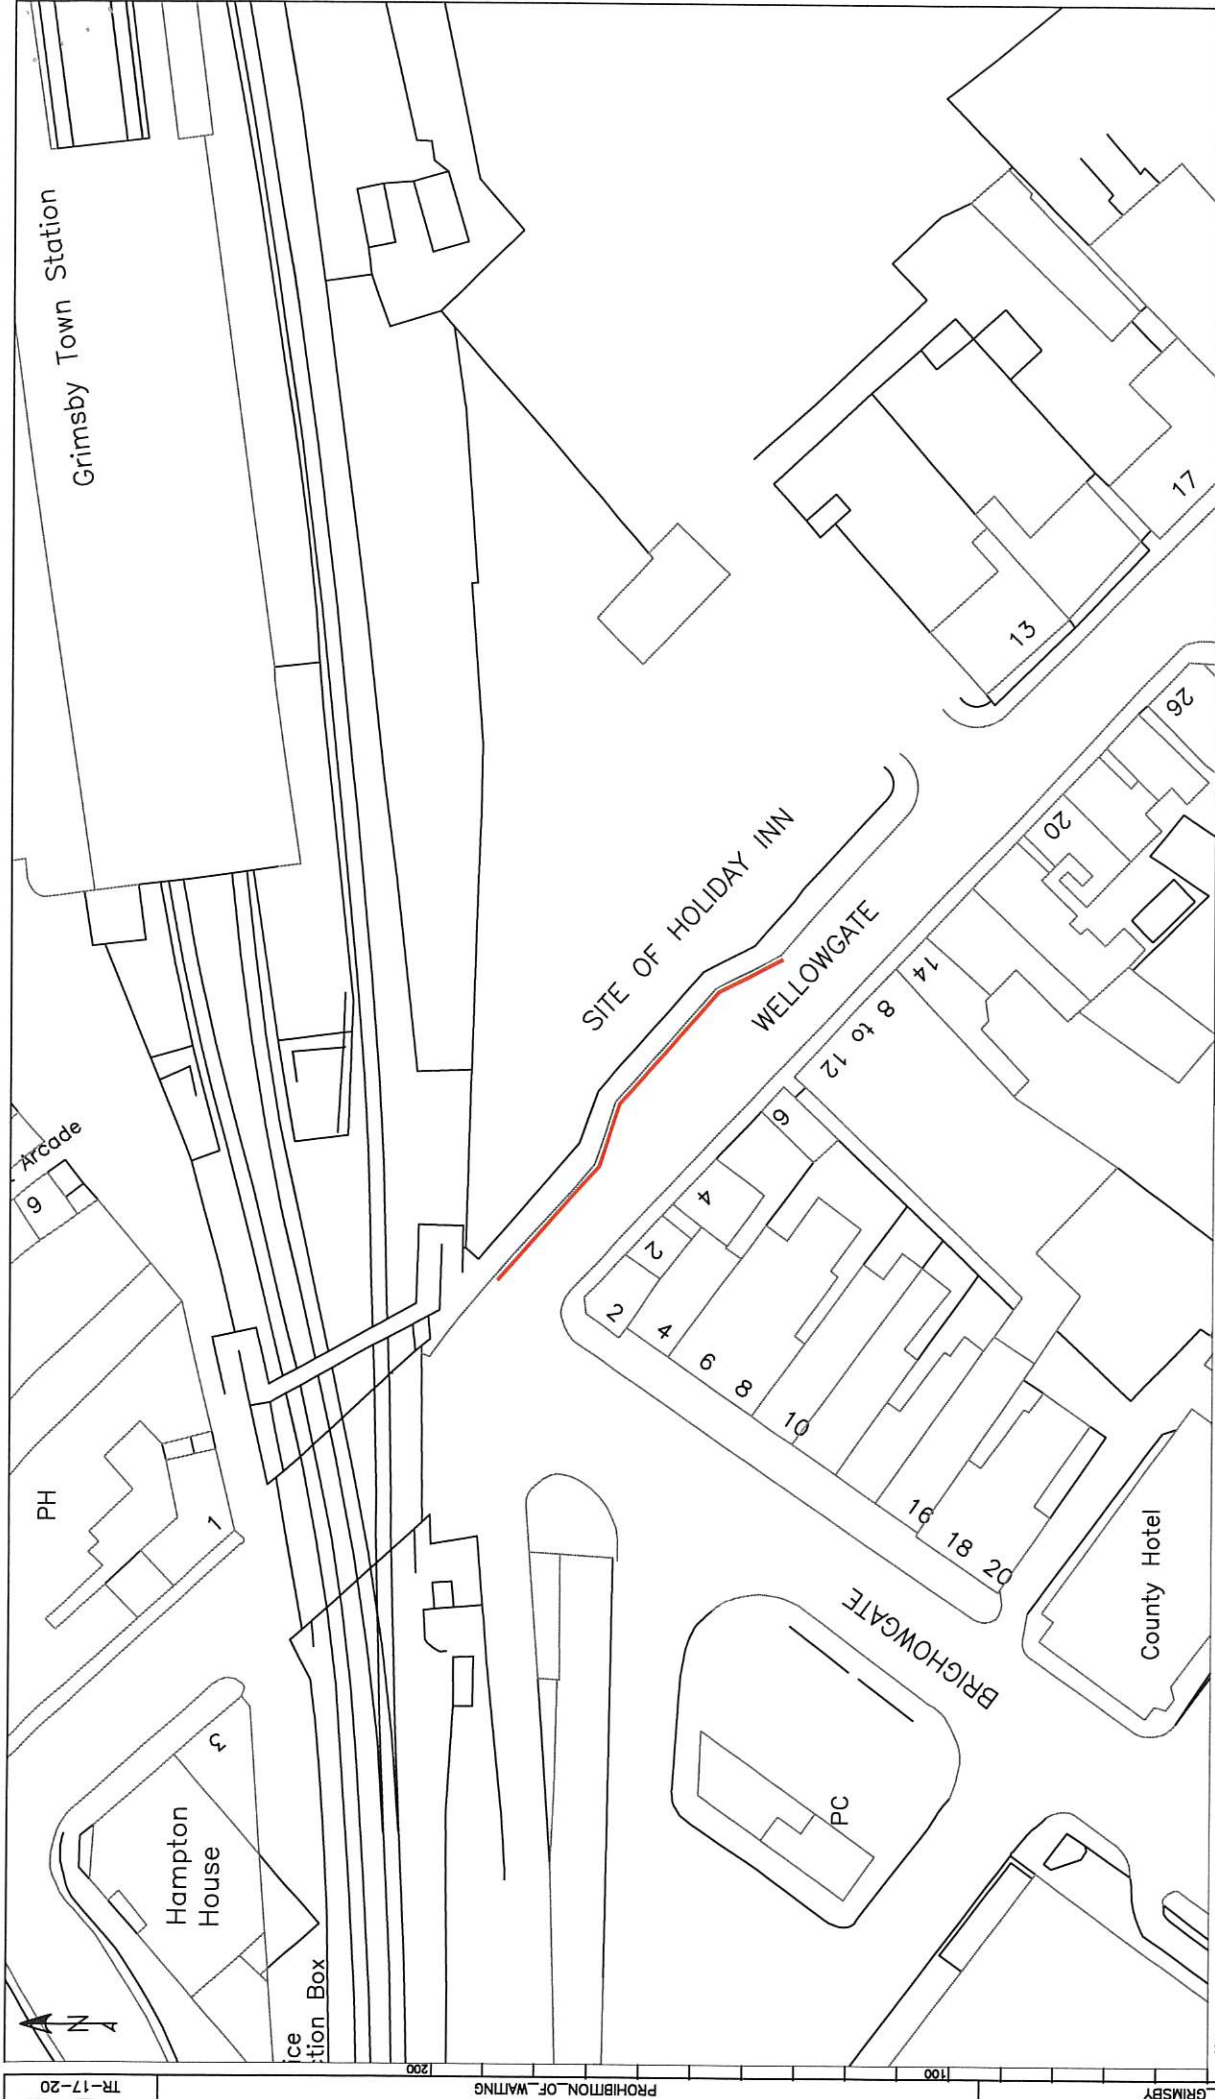 Grimsby Town Station
Arcade
9
PH
1
3
Hampton
House
ice
ction Box
N
SITE OF HOLIDAY INN
WELLOWGATE
13
17
26
20
14
8 to 12
6
4
2
2
4
6
8
10
16
18
20
BRIGHOWGATE
County Hotel
PC
200
100
TR-17-20
PROHIBITION_OF_WAITING
GRIMSBY